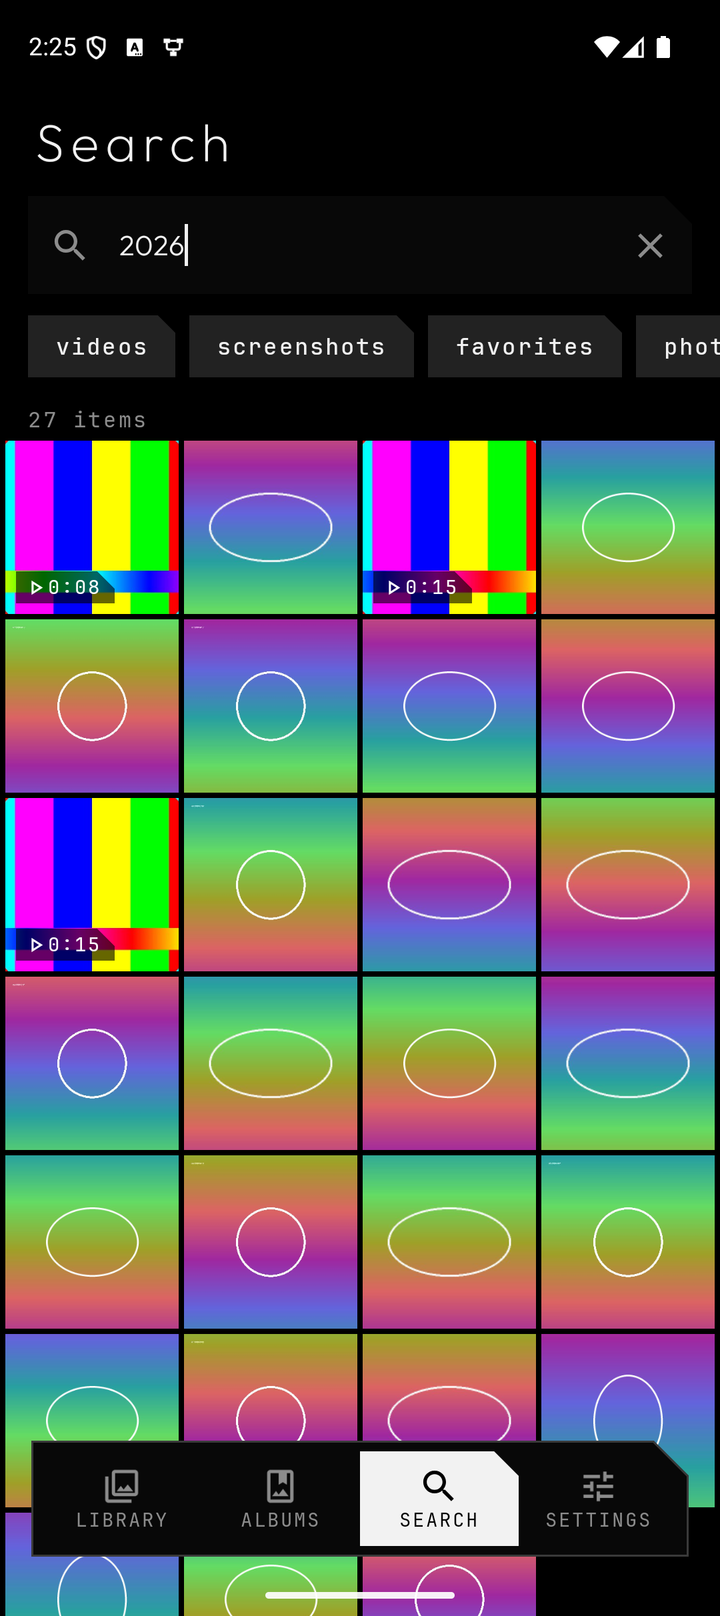 2:25
Search
2026
videos screenshots favorites phot
27 items
0:08
0:15
0:15
LIBRARY ALBUMS SEARCH SETTINGS